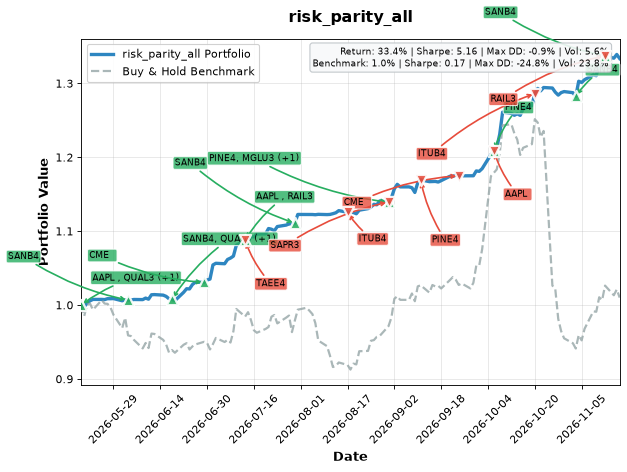 SANB4
risk_parity_all
risk_parity_all Portfolio
Buy & Hold Benchmark
Return: 33.4% | Sharpe: 5.16 | Max DD: -0.9% | Vol: 5.6%
Benchmark: 1.0% | Sharpe: 0.17 | Max DD: -24.8% | Vol: 23.8%
1.3
RAIL3
PINE4
ITUB4
SANB4
PINE4, MGLU3 (+1)
1.2
AAPL
AAPL , RAIL3
CME
SANB4, QUA
(+1)
SAPR3
ITUB4
PINE4
1.1
SANB4
CME
AAPL , QUAL3 (+1)
TAEE4
1.0
0.9
Portfolio Value
2026-05-29
2026-06-14
2026-06-30
2026-07-16
2026-08-01
2026-08-17
2026-09-02
2026-09-18
2026-10-04
2026-10-20
2026-11-05
Date